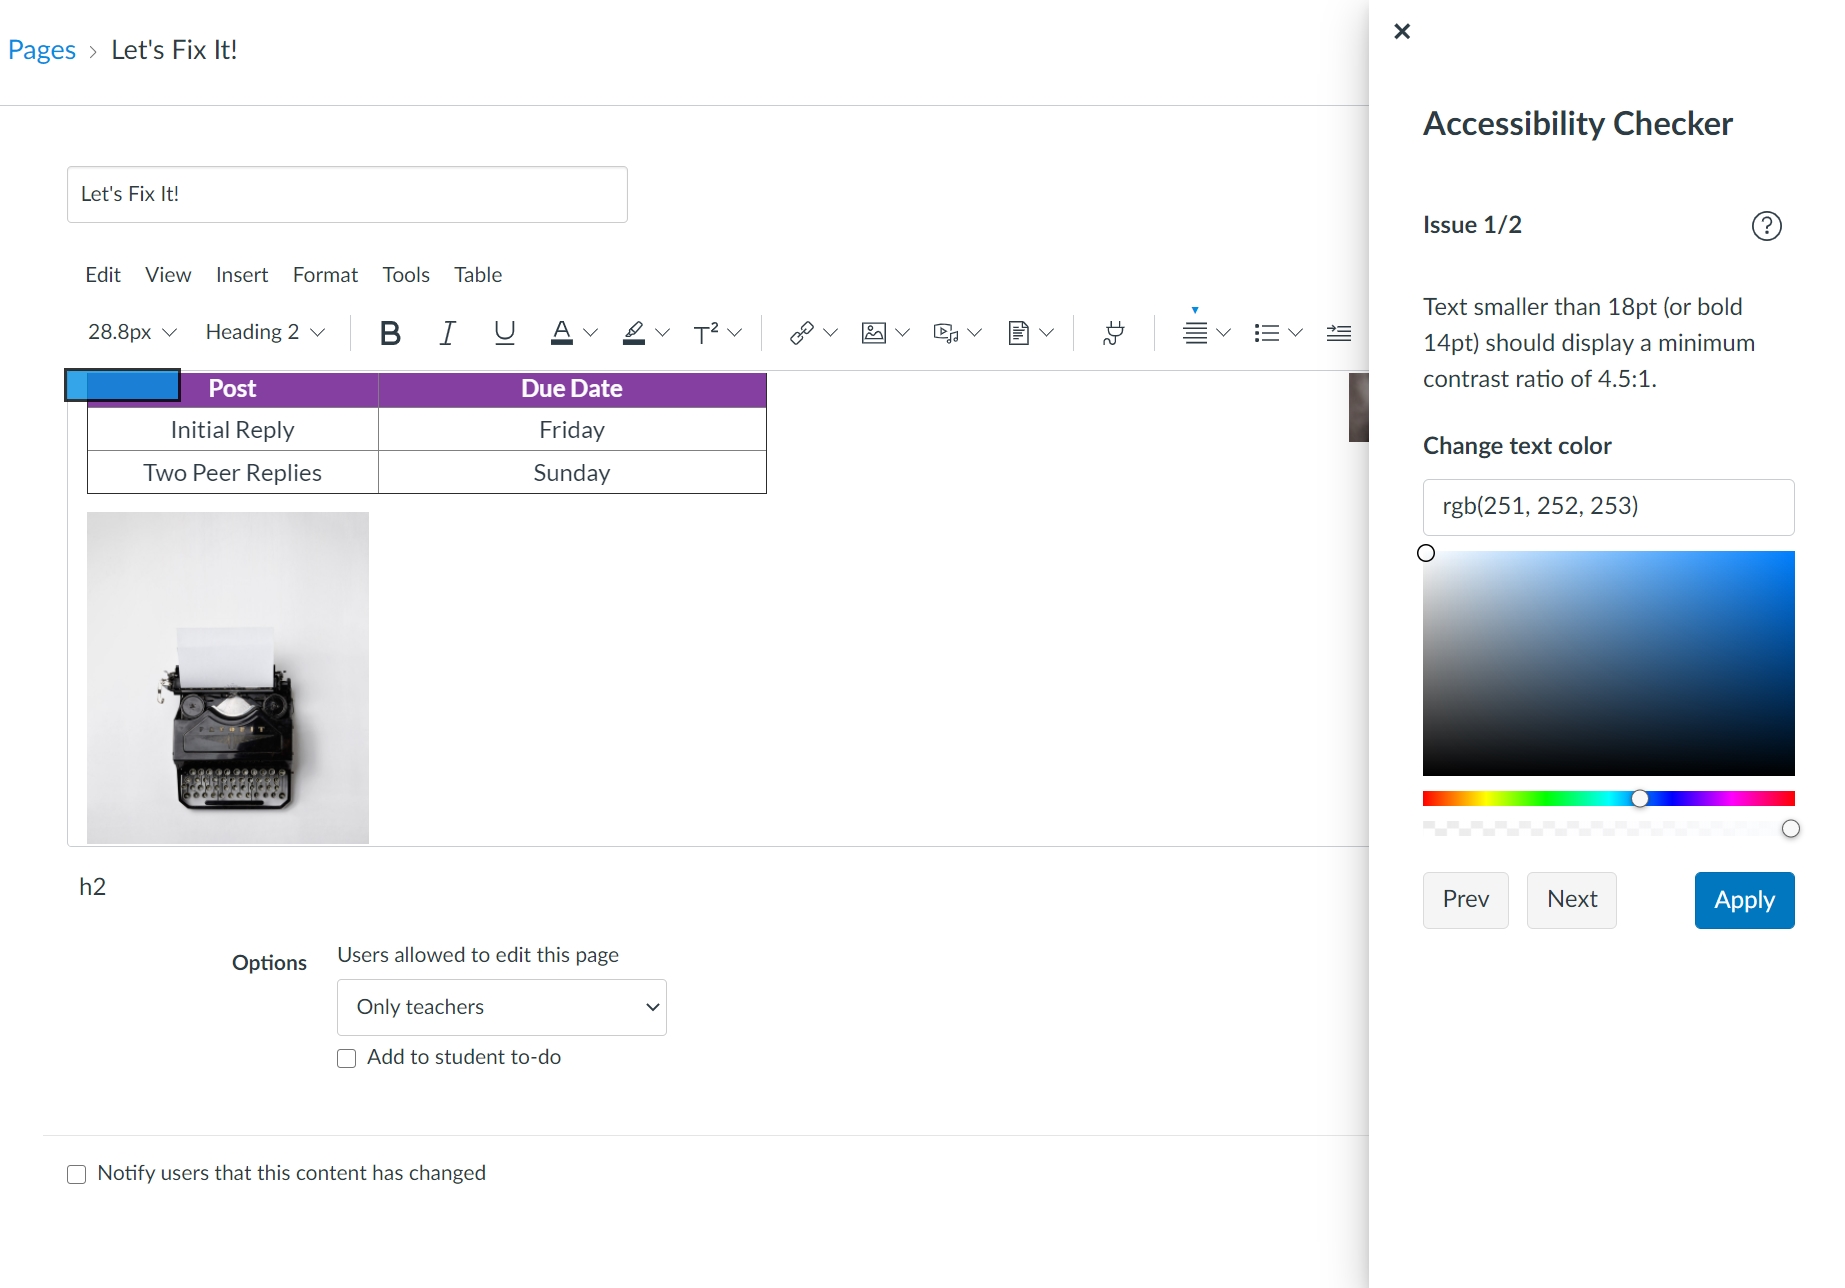 Pages > Let's Fix It!
Let's Fix It!
Edit View Insert Format Tools Table
28.8px Heading 2 B I U A T²
Post Due Date
Initial Reply Friday
Two Peer Replies Sunday
h2
Options Users allowed to edit this page
Only teachers
Add to student to-do
Notify users that this content has changed
Accessibility Checker
Issue 1/2
Text smaller than 18pt (or bold
14pt) should display a minimum
contrast ratio of 4.5:1.
Change text color
rgb(251, 252, 253)
Prev Next Apply